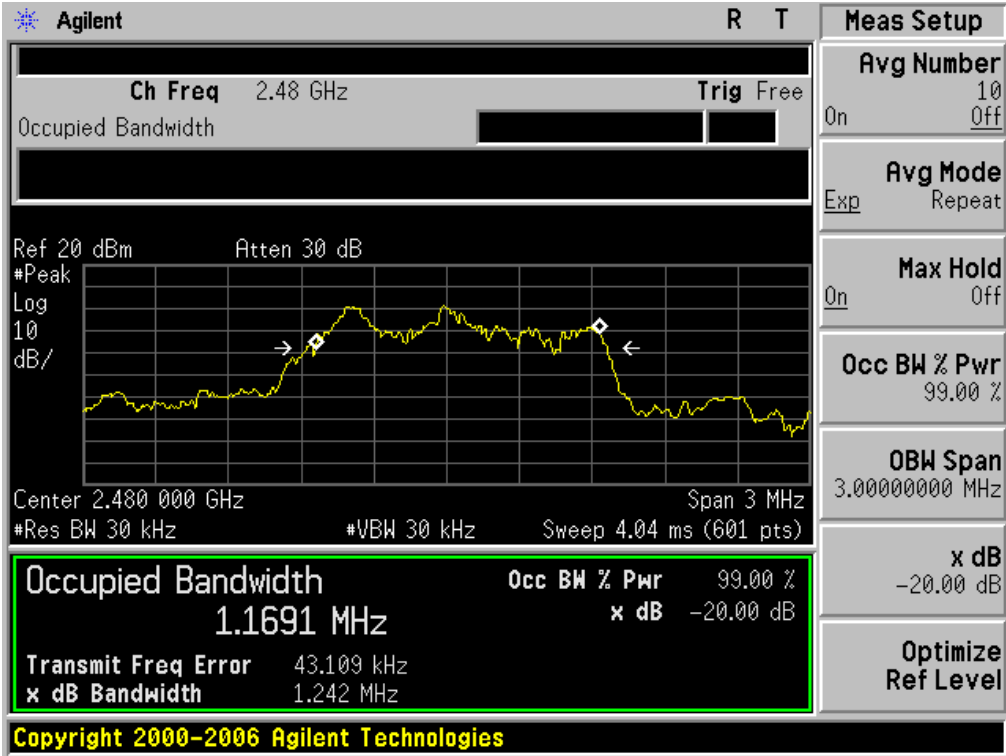 Agilent R T
Ch Freq 2.48 GHz Trig Free
Occupied Bandwidth
Ref 20 dBm Atten 30 dB
#Peak
Log
10
dB/
Center 2.480 000 GHz Span 3 MHz
#Res BW 30 kHz #VBW 30 kHz Sweep 4.04 ms (601 pts)
Occupied Bandwidth Occ BW % Pwr 99.00 %
1.1691 MHz x dB -20.00 dB
Transmit Freq Error 43.109 kHz
x dB Bandwidth 1.242 MHz
Copyright 2000-2006 Agilent Technologies
Meas Setup
Avg Number
10
On Off
Avg Mode
Exp Repeat
Max Hold
On Off
Occ BW % Pwr
99.00 %
OBW Span
3.00000000 MHz
x dB
-20.00 dB
Optimize
Ref Level